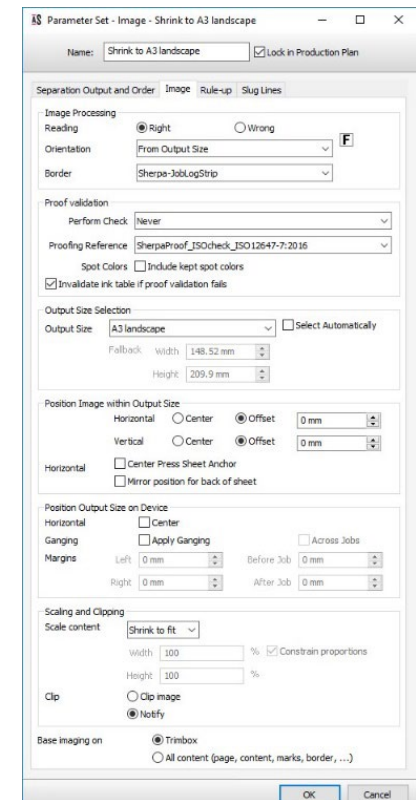 Parameter Set - Image - Shrink to A3 landscape
Name: Shrink to A3 landscape Lock in Production Plan
Separation Output and Order Image Rule-up Slug Lines
Image Processing
Reading Right Wrong
Orientation From Output Size F
Border Sherpa-JobLogStrip
Proof validation
Perform Check Never
Proofing Reference SherpaProof_ISOcheck_ISO12647-7:2016
Spot Colors Include kept spot colors
Invalidate ink table if proof validation fails
Output Size Selection
Output Size A3 landscape Select Automatically
Fallback Width 148.52 mm
Height 209.9 mm
Position Image within Output Size
Horizontal Center Offset 0 mm
Vertical Center Offset 0 mm
Horizontal Center Press Sheet Anchor
Mirror position for back of sheet
Position Output Size on Device
Horizontal Center
Ganging Apply Ganging Across Jobs
Margins Left 0 mm Before Job 0 mm
Right 0 mm After Job 0 mm
Scaling and Clipping
Scale content Shrink to fit
Width 100 % Constrain proportions
Height 100 %
Clip Clip image
Notify
Base imaging on Trimbox
All content (page, content, marks, border, ...)
OK Cancel